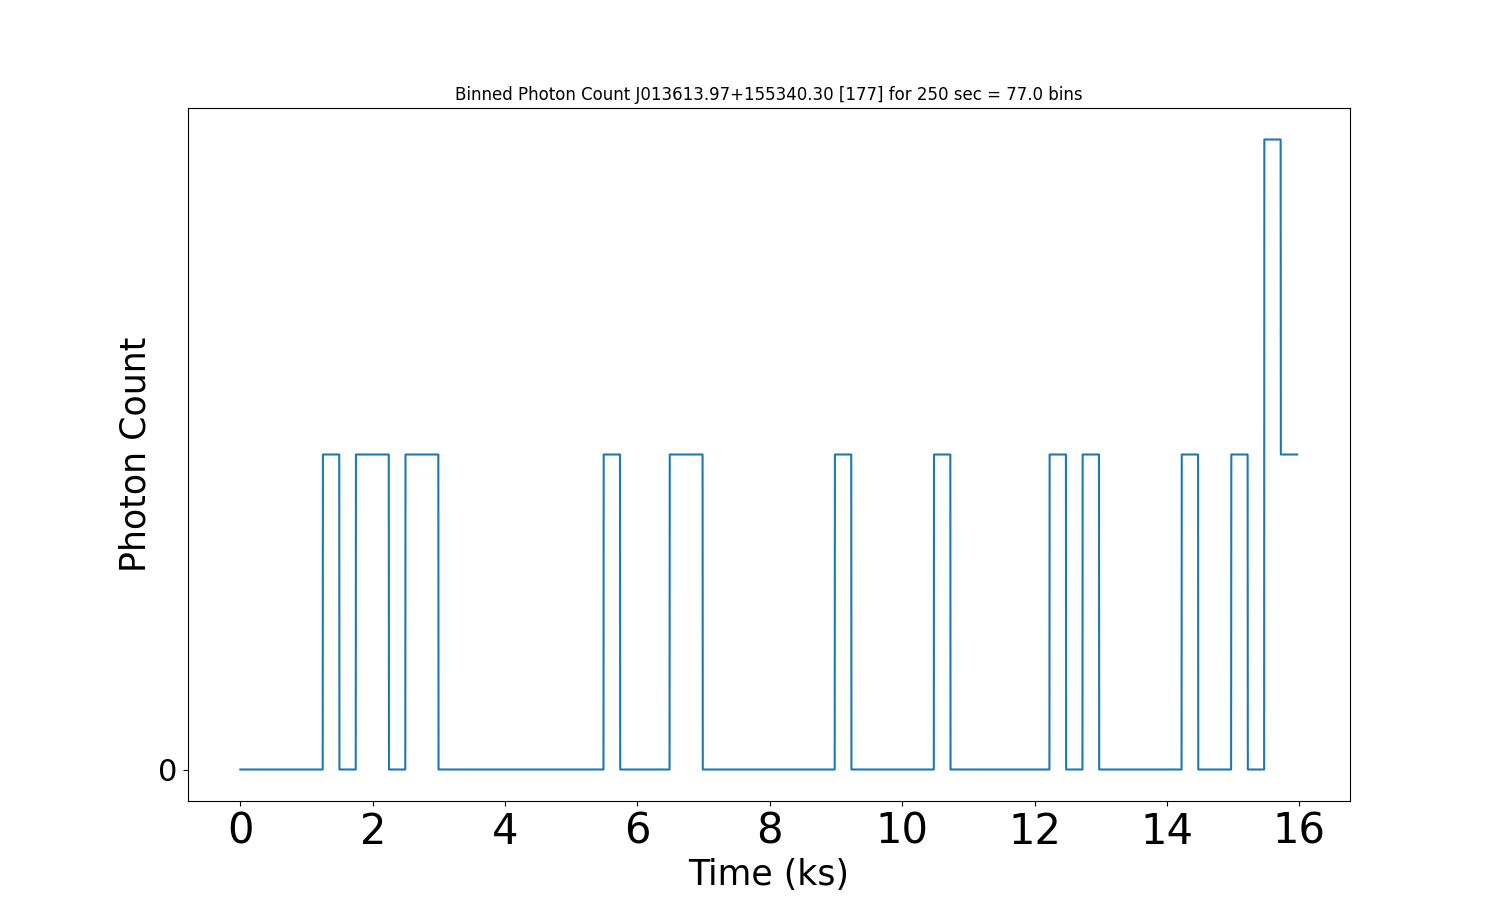 Binned Photon Count J013613.97+155340.30 [177] for 250 sec = 77.0 bins
Photon Count
0
0 2 4 6 8 10 12 14 16
Time (ks)